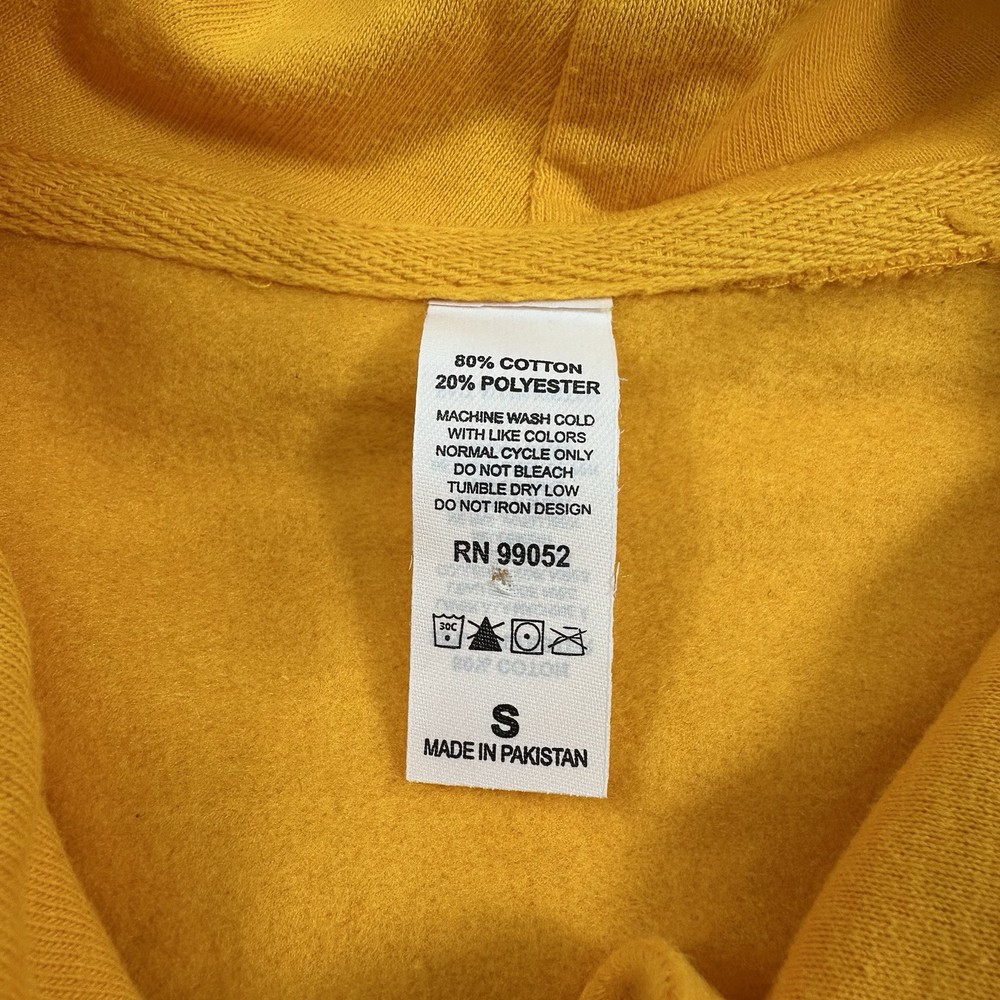 80% COTTON
20% POLYESTER
MACHINE WASH COLD
WITH LIKE COLORS
NORMAL CYCLE ONLY
DO NOT BLEACH
TUMBLE DRY LOW
DO NOT IRON DESIGN
RN 99052
30C
S
MADE IN PAKISTAN